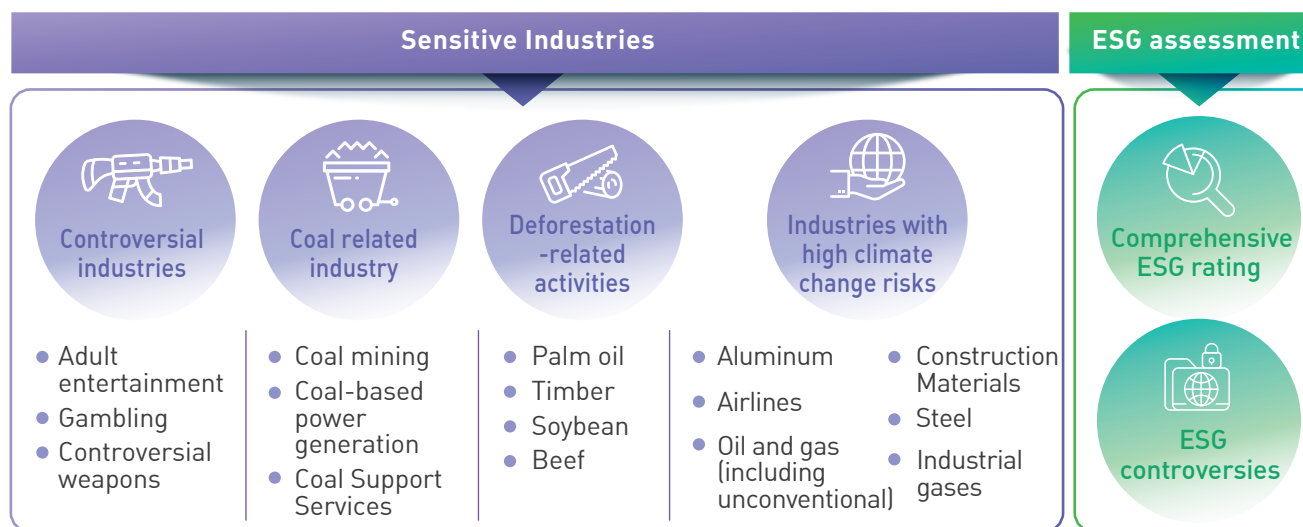 Sensitive Industries
ESG assessment
Controversial
industries
Coal related
industry
Deforestation
-related
activities
Industries with
high climate
change risks
Comprehensive
ESG rating
Adult
entertainment
Gambling
Controversial
weapons
Coal mining
Coal-based
power
generation
Coal Support
Services
Palm oil
Timber
Soybean
Beef
Aluminum
Airlines
Oil and gas
(including
unconventional)
Construction
Materials
Steel
Industrial
gases
ESG
controversies